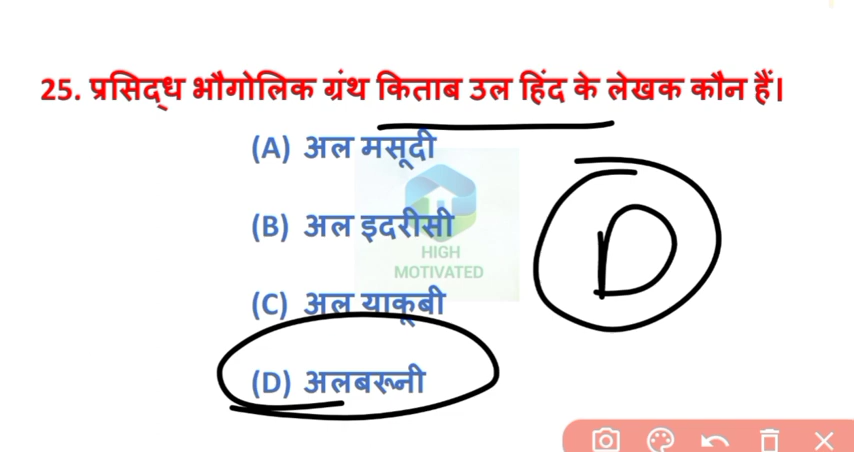 25. प्रसिद्ध भौगोलिक ग्रंथ किताब उल हिंद के लेखक कौन हैं।
(A) अल मसूदी
(B) अल इदरीसी
HIGH
MOTIVATED
(C) अल याकूबी
(D) अलबरूनी
D